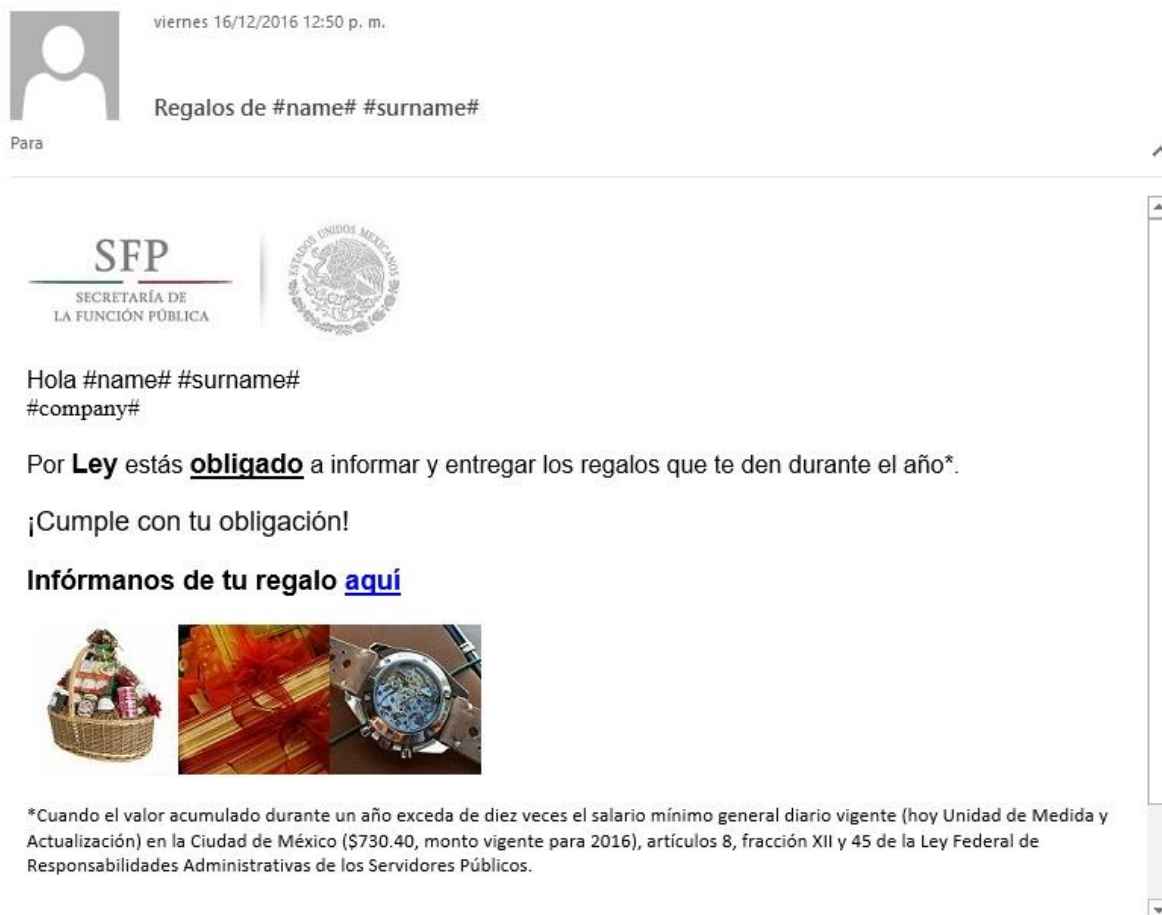 viernes 16/12/2016 12:50 p. m.
Regalos de #name# #surname#
Para
SFP
SECRETARÍA DE
LA FUNCIÓN PÚBLICA
ESTADOS UNIDOS MEXICANOS
Hola #name# #surname#
#company#
Por Ley estás obligado a informar y entregar los regalos que te den durante el año*.
¡Cumple con tu obligación!
Infórmanos de tu regalo aquí
*Cuando el valor acumulado durante un año exceda de diez veces el salario mínimo general diario vigente (hoy Unidad de Medida y
Actualización) en la Ciudad de México ($730.40, monto vigente para 2016), artículos 8, fracción XII y 45 de la Ley Federal de
Responsabilidades Administrativas de los Servidores Públicos.